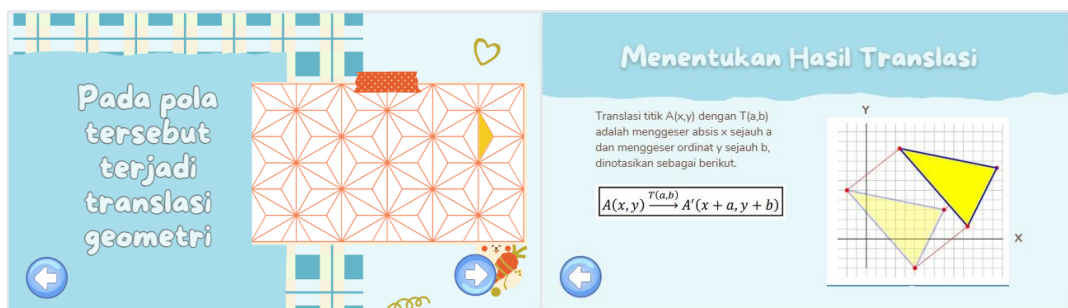 Pada pola
tersebut
terjadi
translasi
geometri
Menentukan Hasil Translasi
Translasi titik A(x,y) dengan T(a,b)
adalah menggeser absis x sejauh a
dan menggeser ordinat y sejauh b,
dinotasikan sebagai berikut.
A(x, y) T(a,b)⟶ A'(x + a, y + b)
Y
X